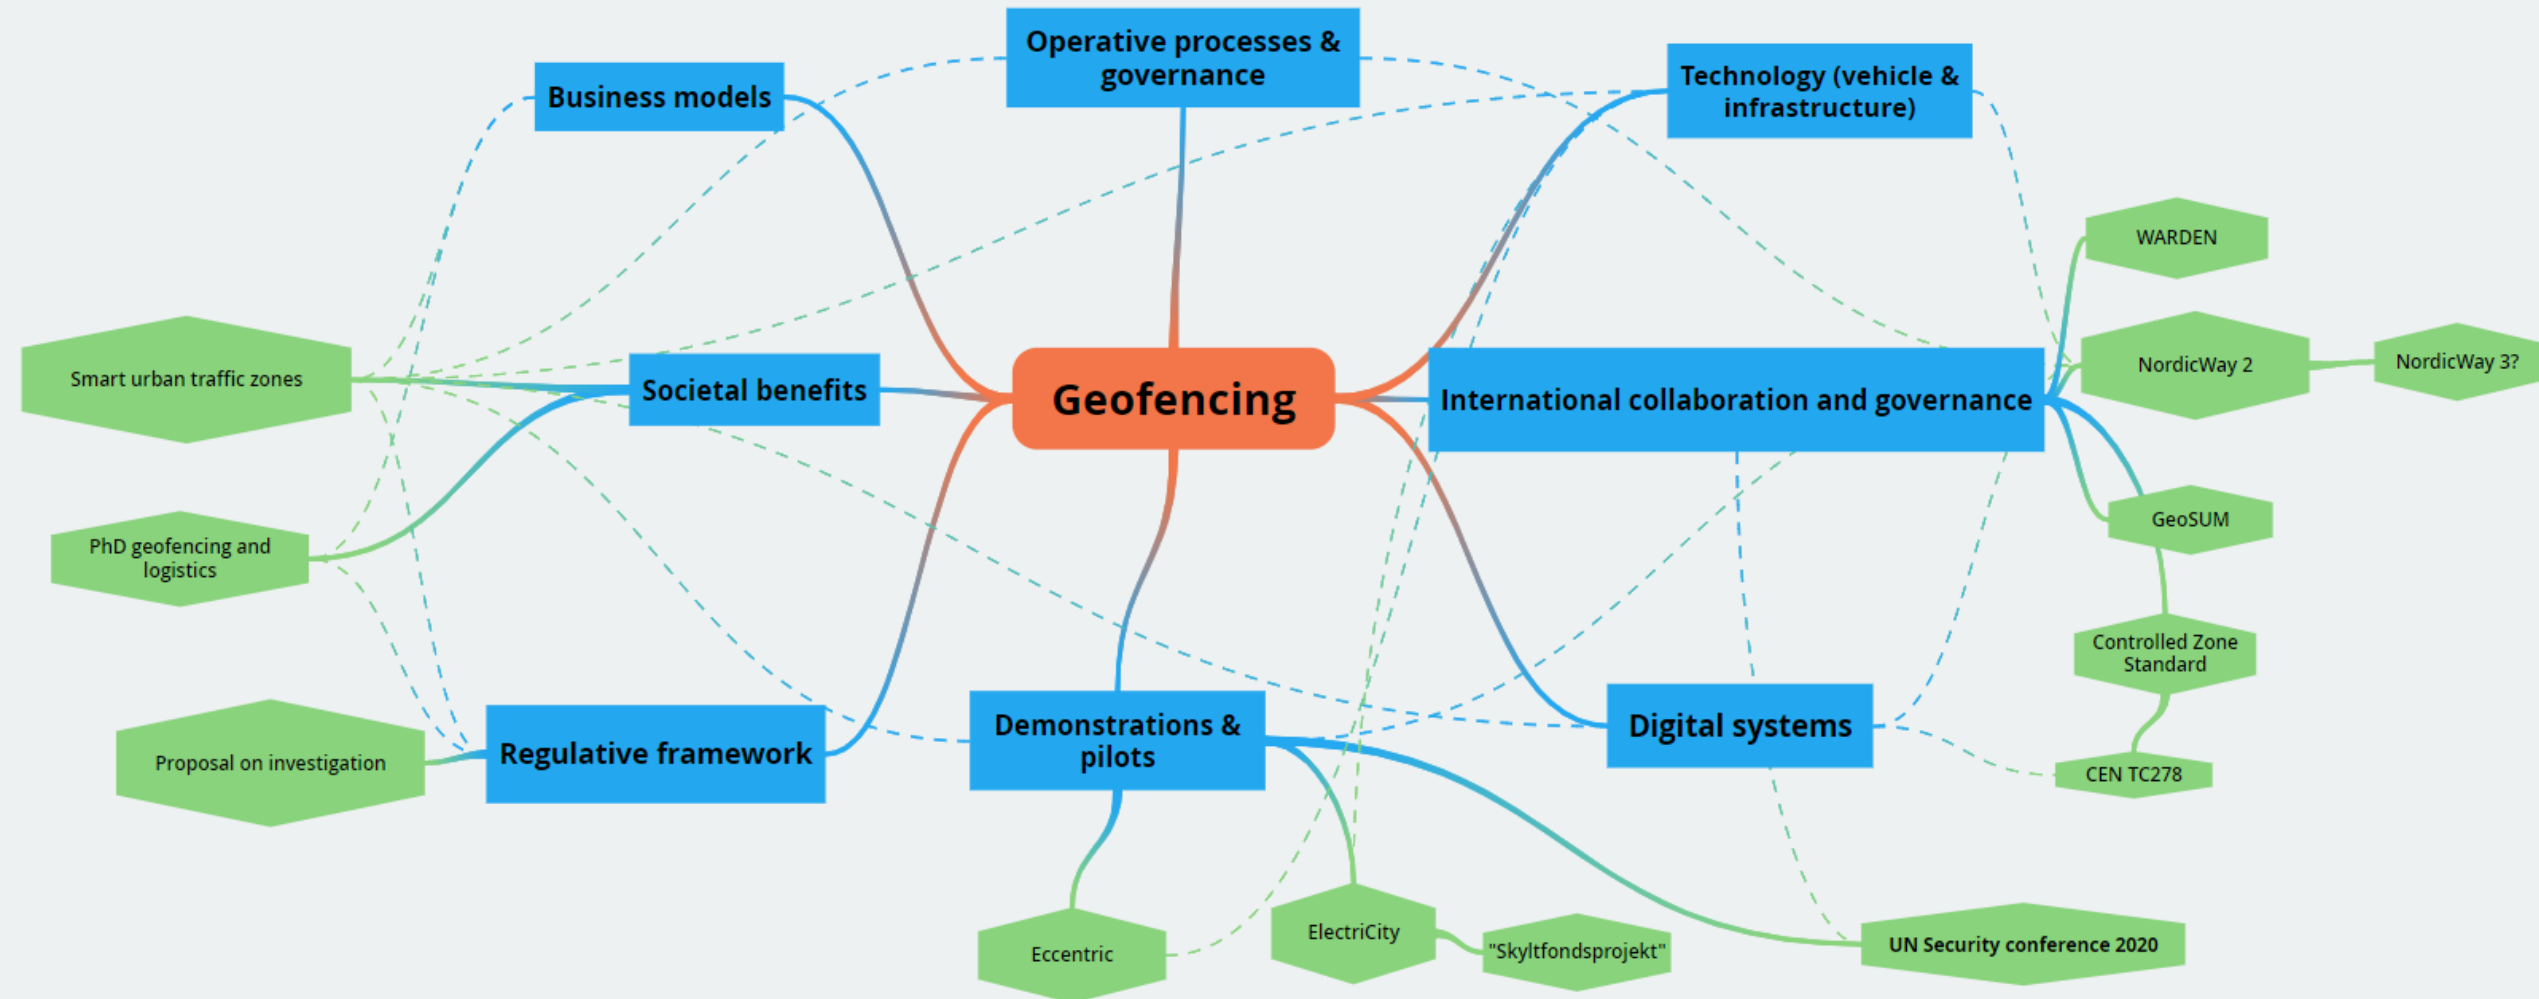 Operative processes &
governance
Technology (vehicle &
infrastructure)
Business models
WARDEN
NordicWay 2
NordicWay 3?
Smart urban traffic zones
Societal benefits
Geofencing
International collaboration and governance
GeoSUM
PhD geofencing and
logistics
Controlled Zone
Standard
Proposal on investigation
Regulative framework
Demonstrations &
pilots
Digital systems
CEN TC278
Eccentric
ElectriCity
"Skyltfondsprojekt"
UN Security conference 2020